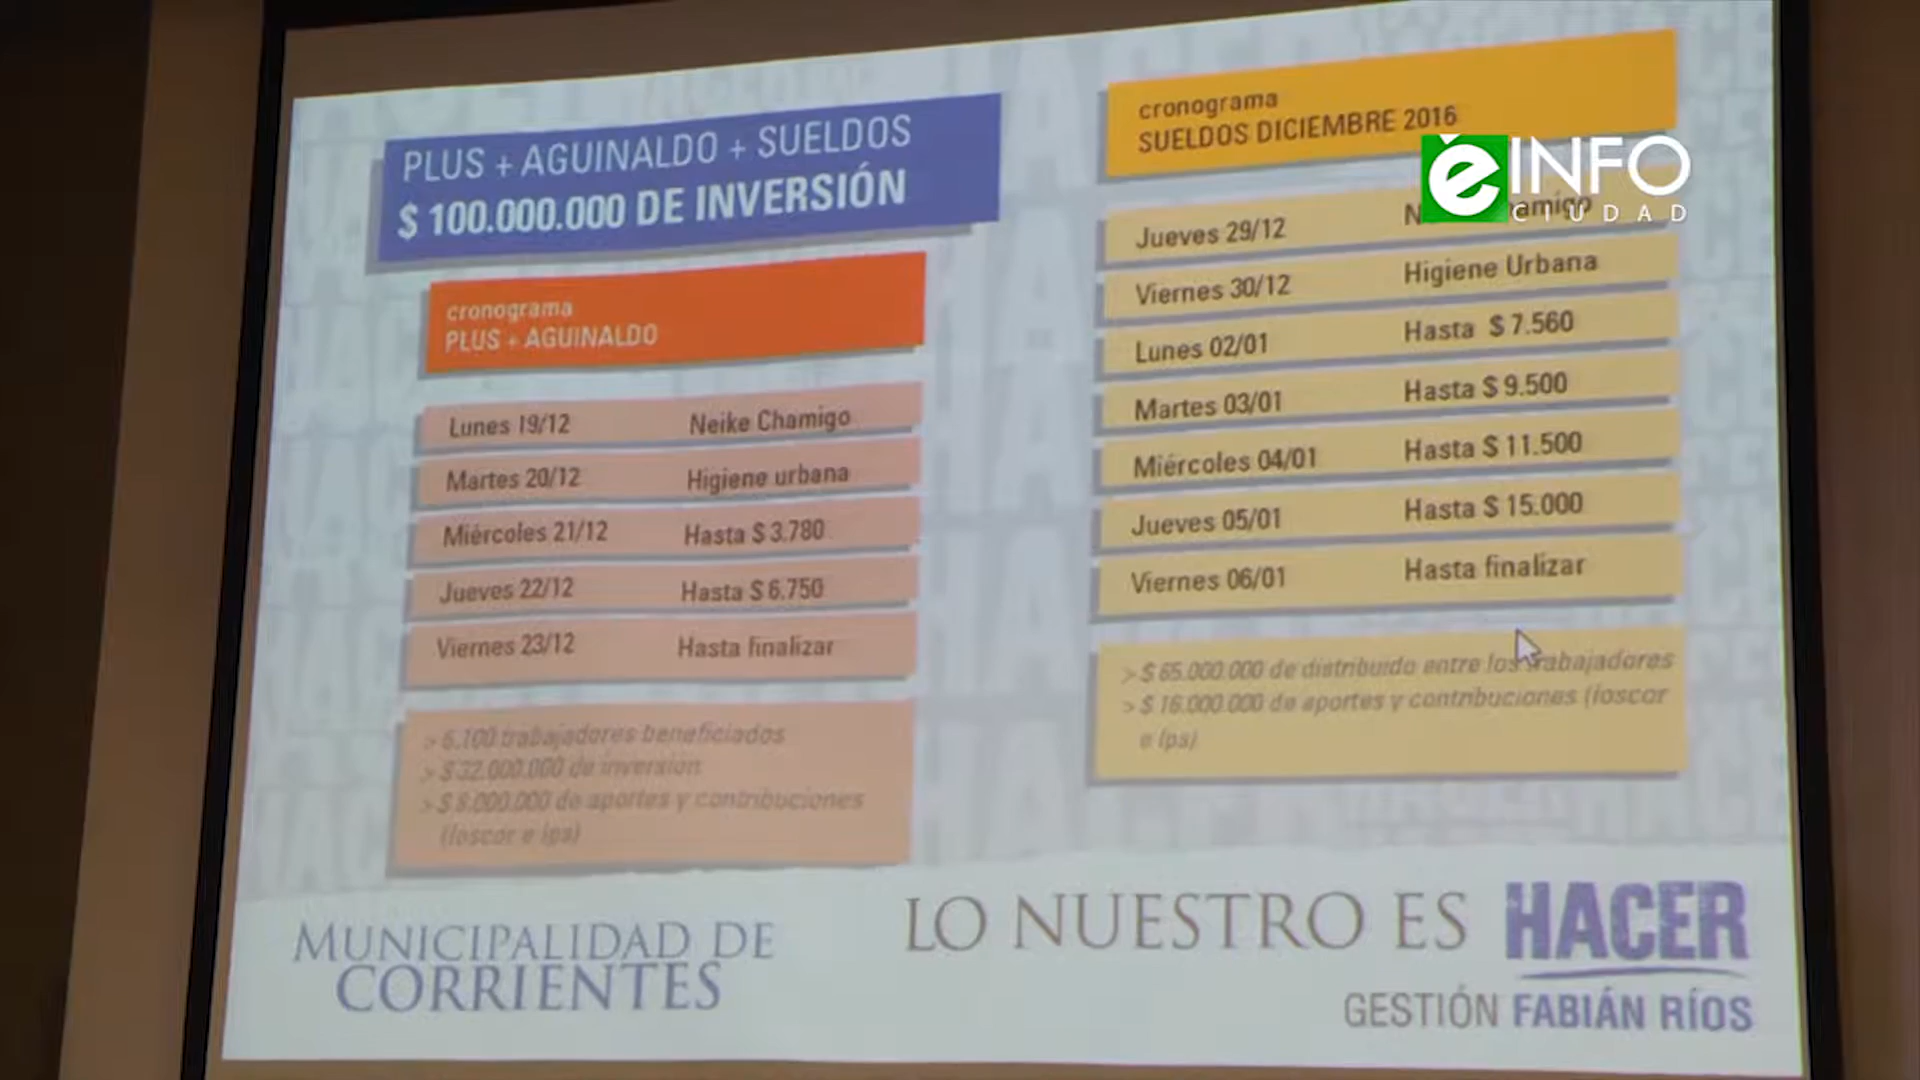 PLUS + AGUINALDO + SUELDOS
$ 100.000.000 DE INVERSIÓN
cronograma
PLUS + AGUINALDO
Lunes 19/12 Neike Chamigo
Martes 20/12 Higiene urbana
Miércoles 21/12 Hasta $ 3.780
Jueves 22/12 Hasta $ 6.750
Viernes 23/12 Hasta finalizar
> 6.100 trabajadores beneficiados
> $ 32.000.000 de inversión
> $ 8.000.000 de aportes y contribuciones
(Ioscor e Ips)
cronograma
SUELDOS DICIEMBRE 2016
è INFO
CIUDAD
Jueves 29/12
Viernes 30/12 Higiene Urbana
Lunes 02/01 Hasta $ 7.560
Martes 03/01 Hasta $ 9.500
Miércoles 04/01 Hasta $ 11.500
Jueves 05/01 Hasta $ 15.000
Viernes 06/01 Hasta finalizar
> $ 65.000.000 de distribuido entre los trabajadores
> $ 16.000.000 de aportes y contribuciones (Ioscor
e Ips)
MUNICIPALIDAD DE
CORRIENTES
LO NUESTRO ES HACER
GESTIÓN FABIÁN RÍOS